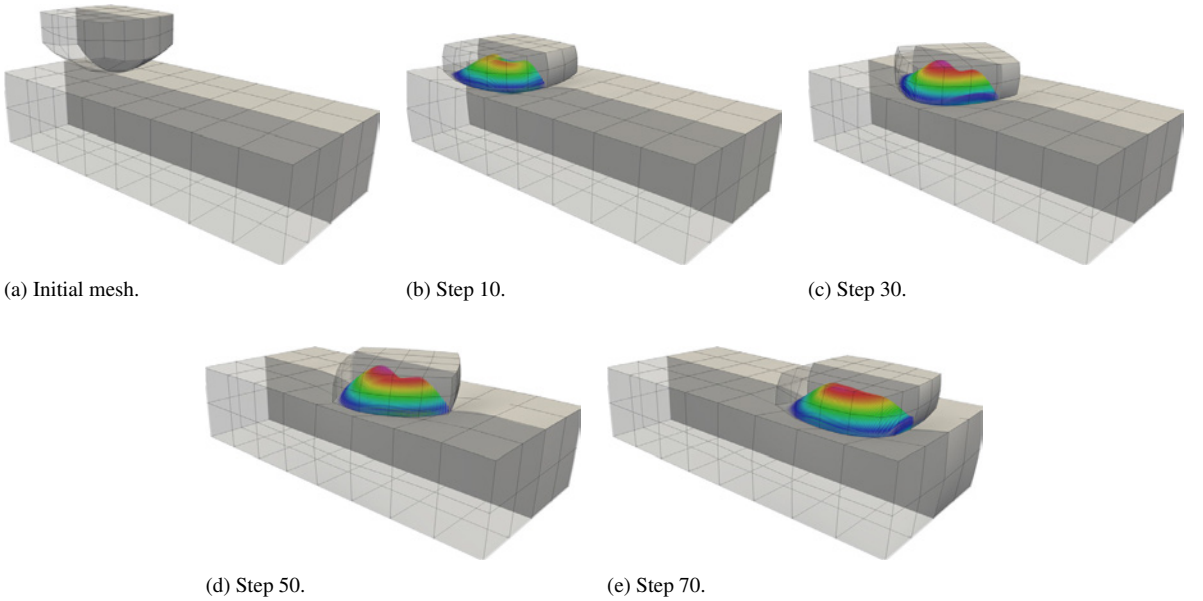 (a) Initial mesh.
(b) Step 10.
(c) Step 30.
(d) Step 50.
(e) Step 70.